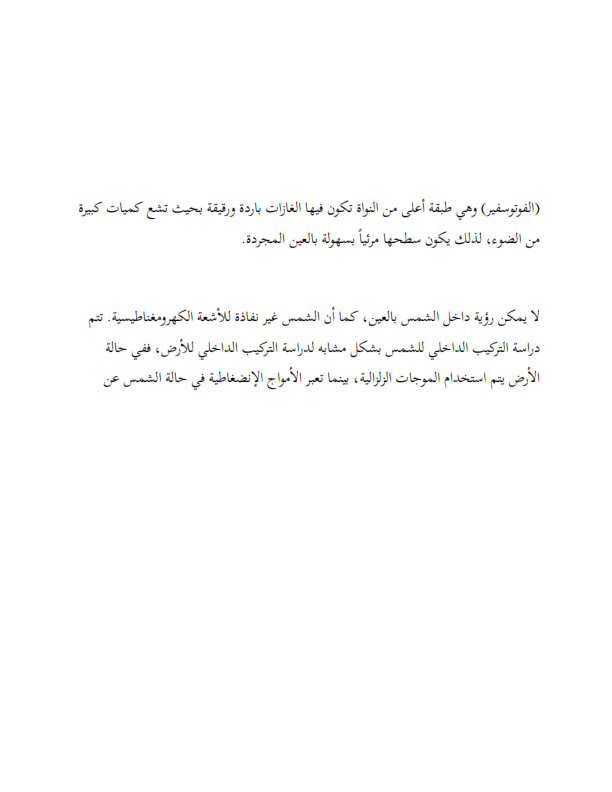 (الفوتوسفير) وهي طبقة أعلى من النواة تكون فيها الغازات باردة ورقيقة بحيث تشع كميات كبيرة
من الضوء، لذلك يكون سطحها مرئياً بسهولة بالعين المجردة.
لا يمكن رؤية داخل الشمس بالعين، كما أن الشمس غير نفاذة للأشعة الكهرومغناطيسية. تتم
دراسة التركيب الداخلي للشمس بشكل مشابه لدراسة التركيب الداخلي للأرض، ففي حالة
الأرض يتم استخدام الموجات الزلزالية، بينما تعبر الأمواج الإنضغاطية في حالة الشمس عن